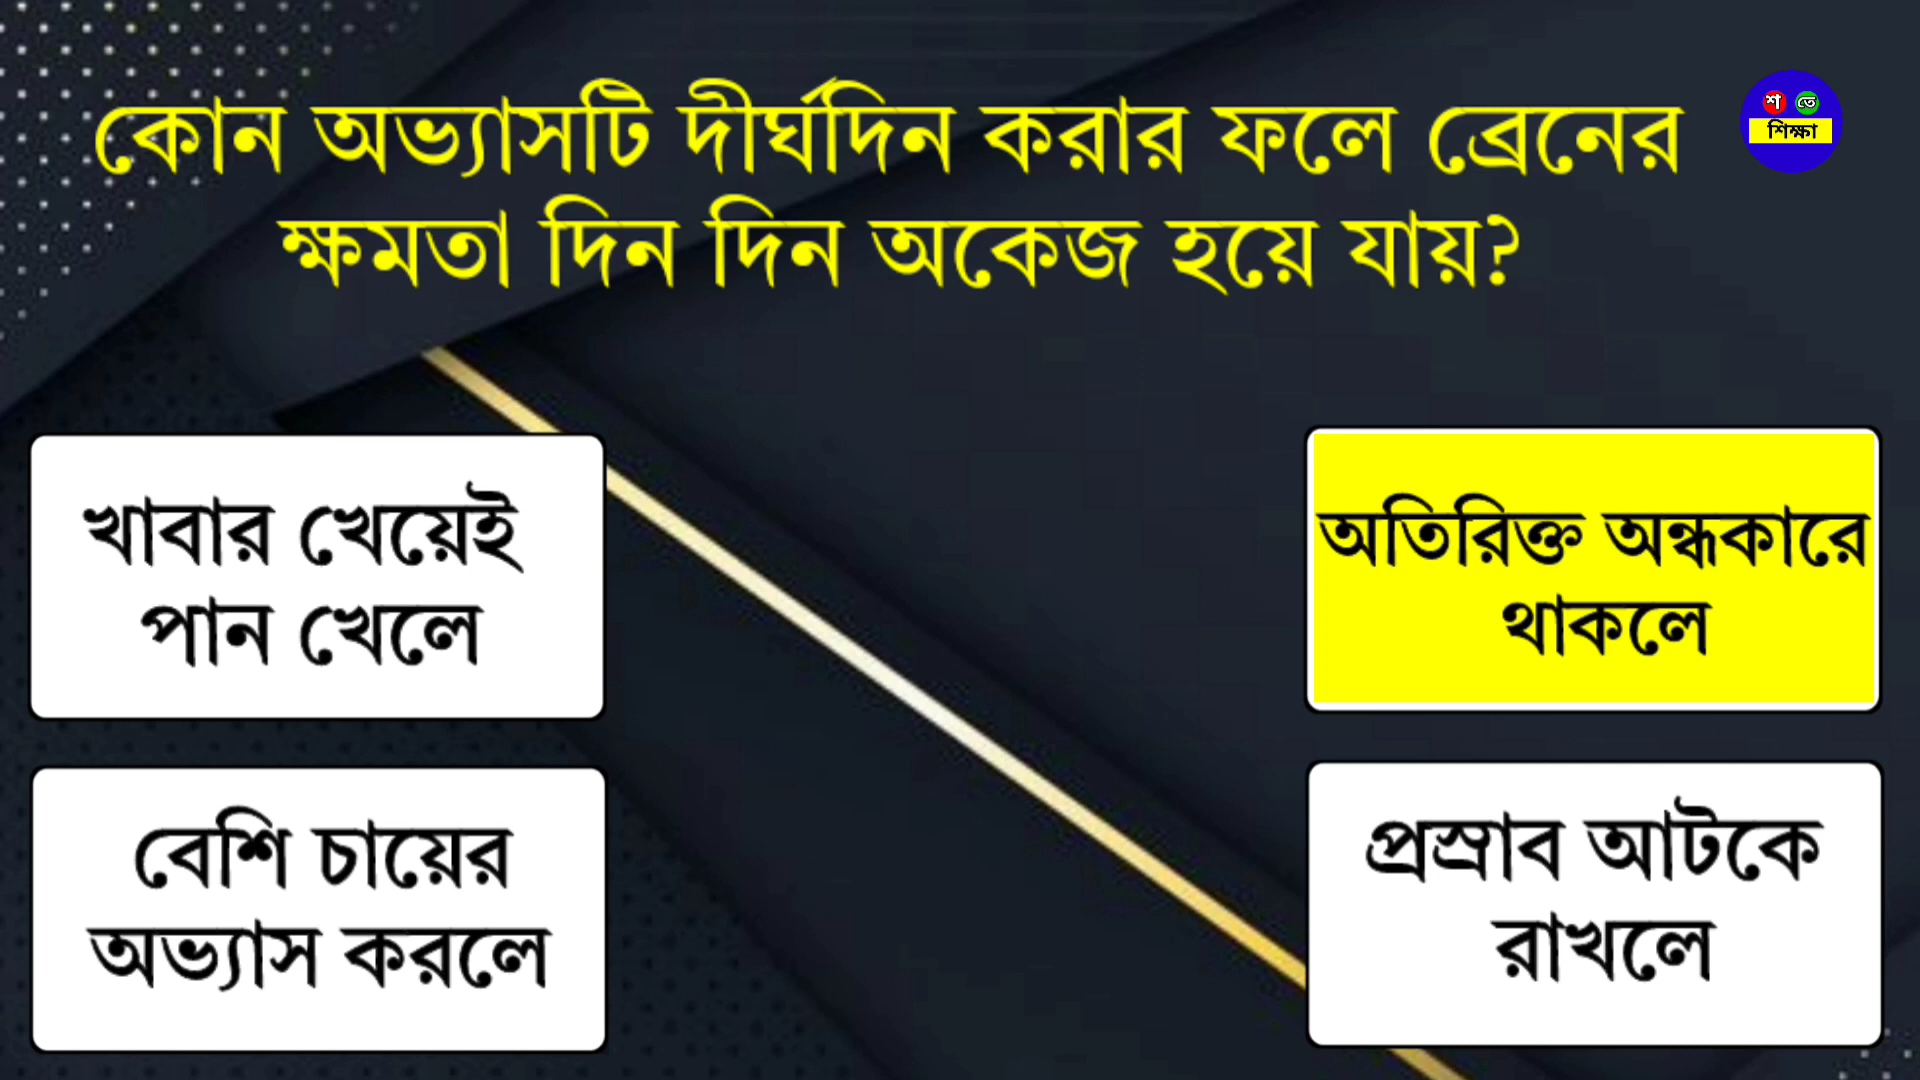 কোন অভ্যাসটি দীর্ঘদিন করার ফলে ব্রেনের
ক্ষমতা দিন দিন অকেজ হয়ে যায়?
শ তে
শিক্ষা
খাবার খেয়েই
পান খেলে
অতিরিক্ত অন্ধকারে
থাকলে
বেশি চায়ের
অভ্যাস করলে
প্রস্রাব আটকে
রাখলে